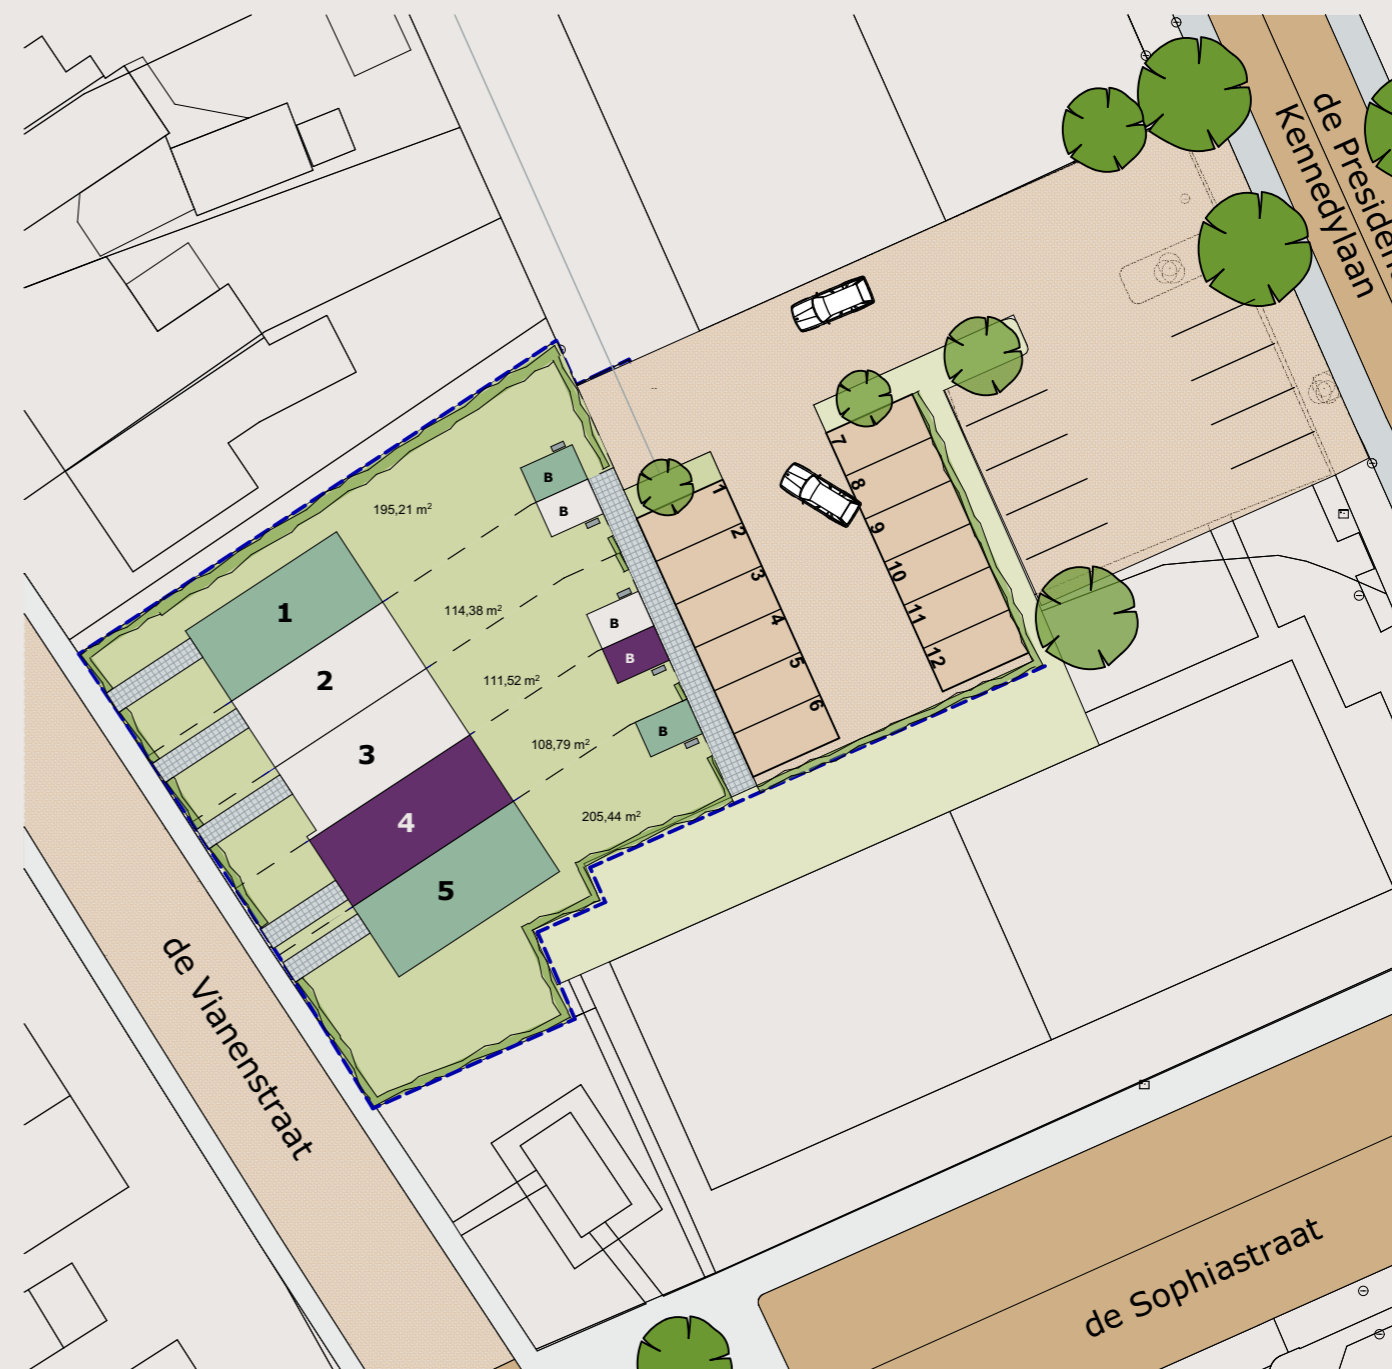 de Presiden
Kennedylaan
7
8
9
10
11
12
1
2
3
4
5
6
B
B
B
B
B
195,21 m²
114,38 m²
111,52 m²
108,79 m²
205,44 m²
1
2
3
4
5
de Vianenstraat
de Sophiastraat